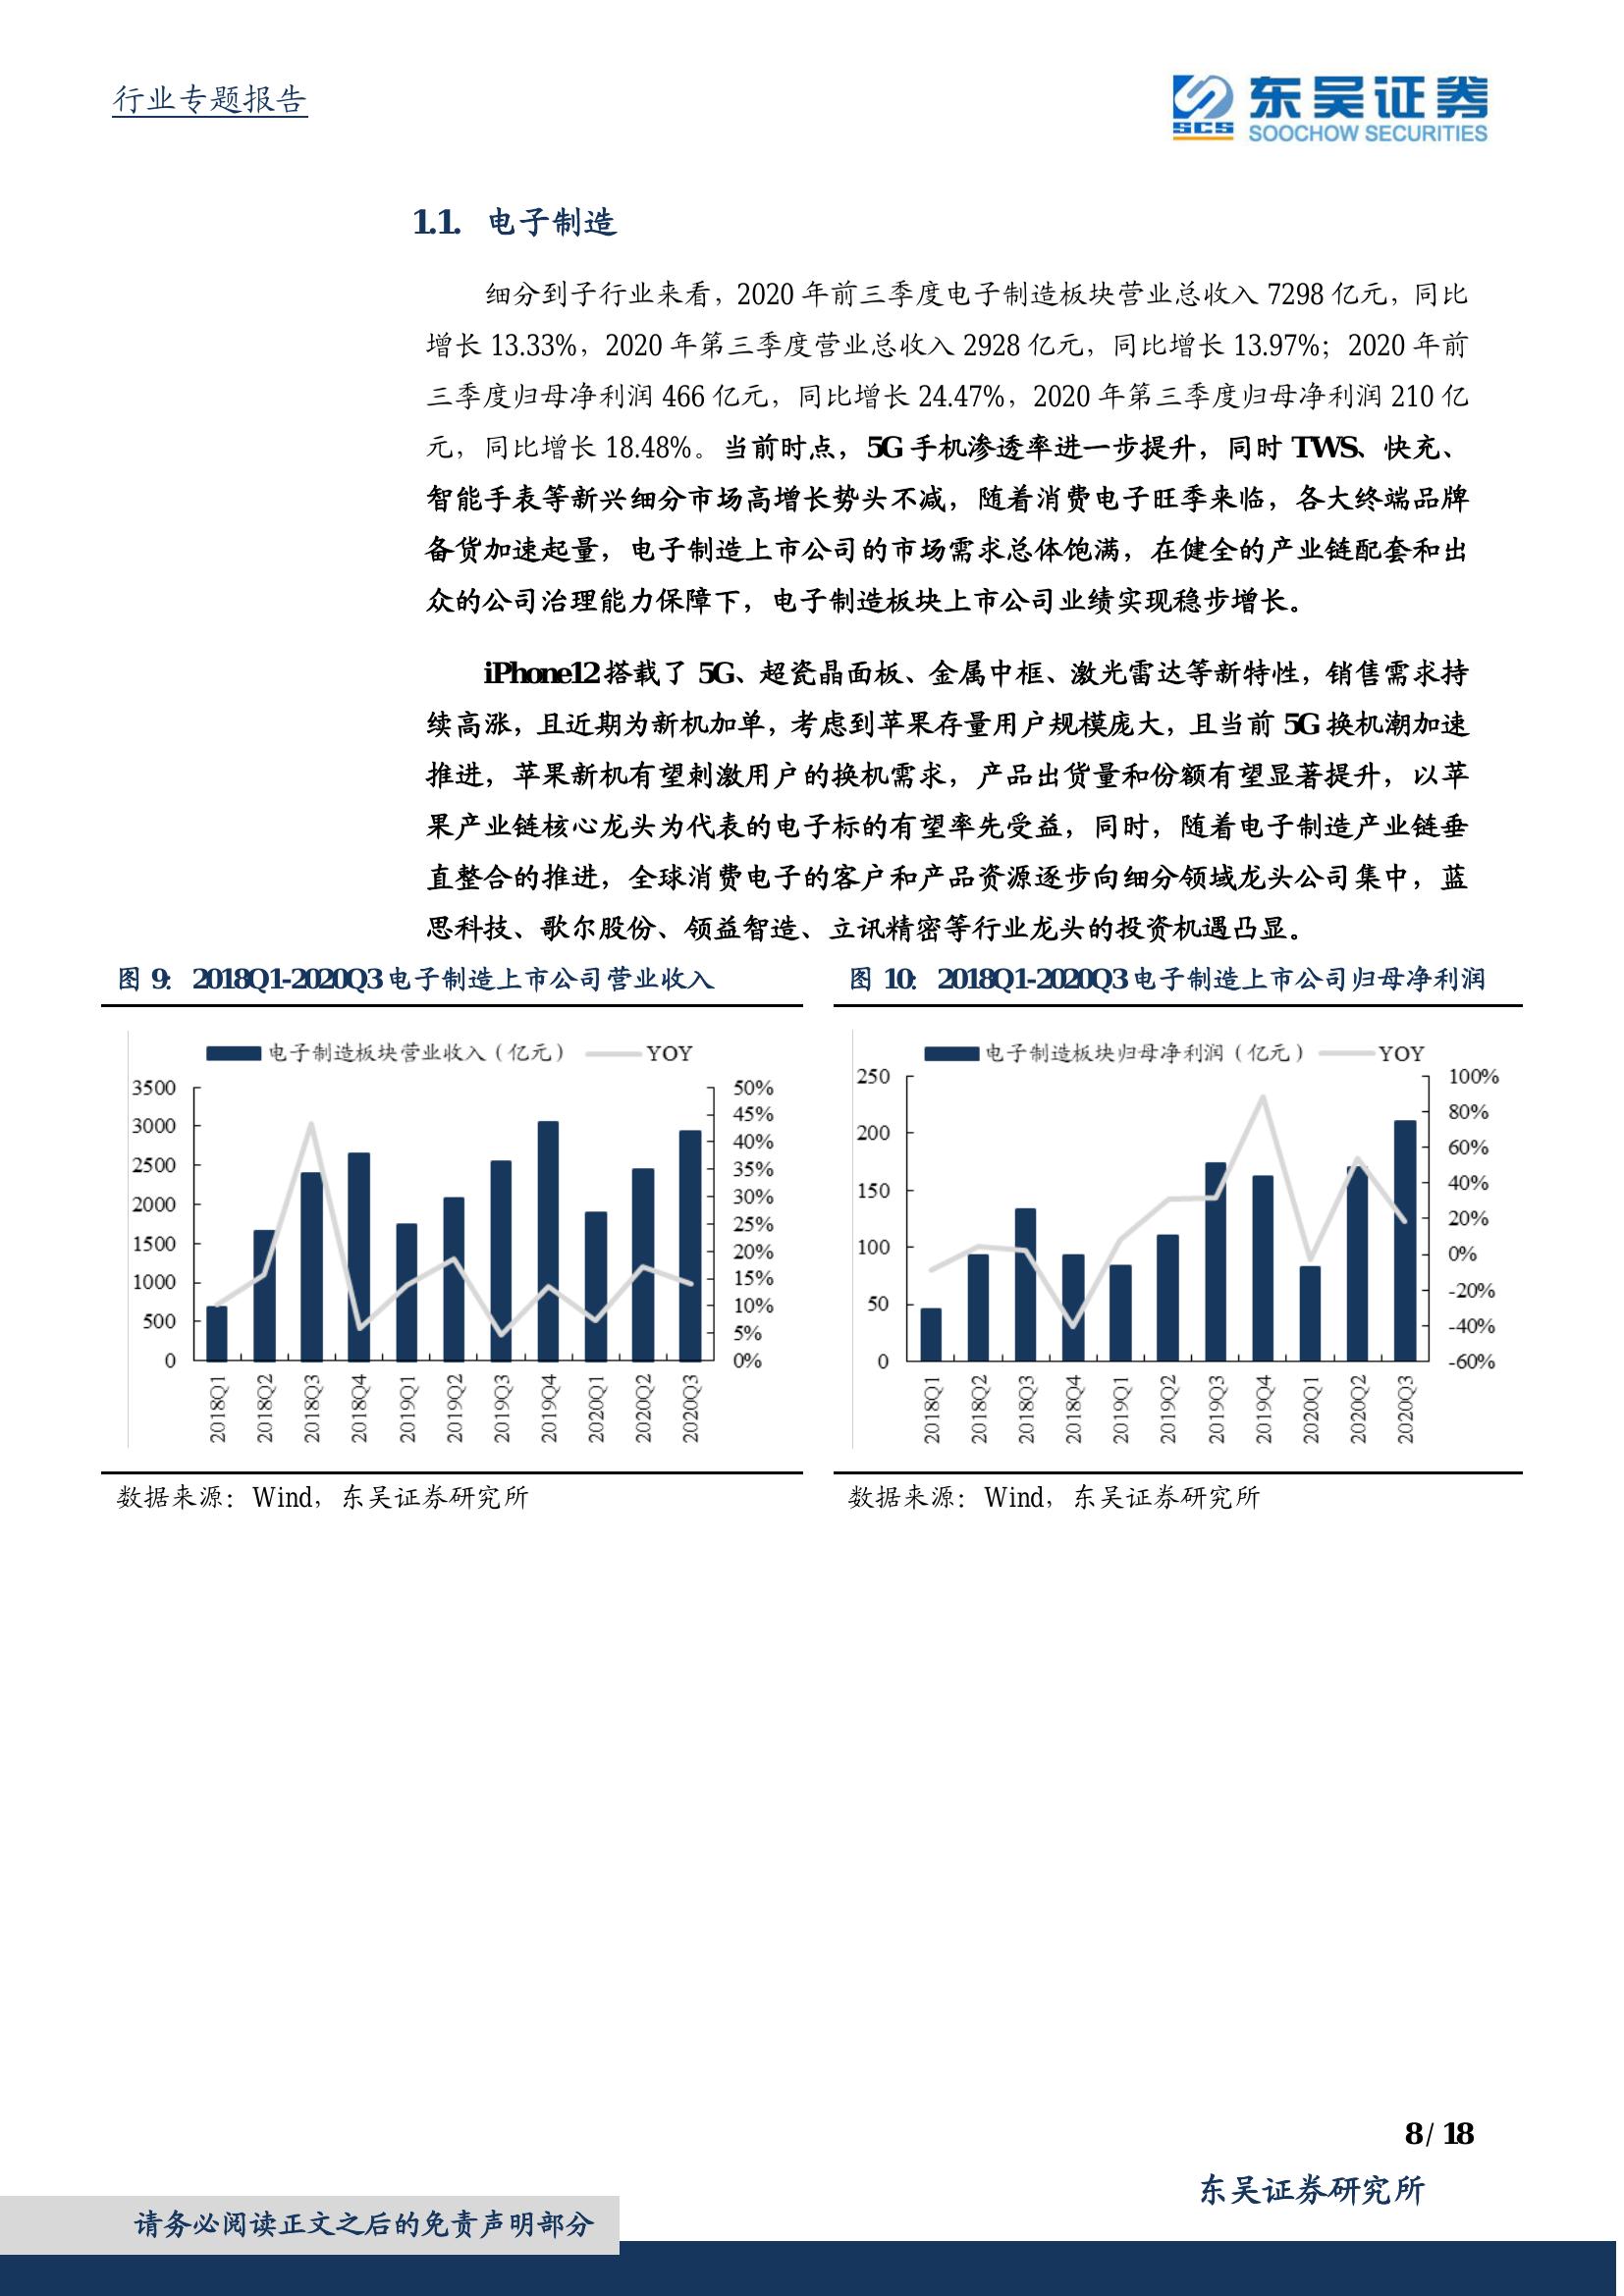 行业专题报告
东吴证券
SCS
SOOCHOW SECURITIES
1.1. 电子制造
细分到子行业来看，2020 年前三季度电子制造板块营业总收入 7298 亿元，同比
增长 13.33%，2020 年第三季度营业总收入 2928 亿元，同比增长 13.97%；2020 年前
三季度归母净利润 466 亿元，同比增长 24.47%，2020 年第三季度归母净利润 210 亿
元，同比增长 18.48%。当前时点，5G 手机渗透率进一步提升，同时 TWS、快充、
智能手表等新兴细分市场高增长势头不减，随着消费电子旺季来临，各大终端品牌
备货加速起量，电子制造上市公司的市场需求总体饱满，在健全的产业链配套和出
众的公司治理能力保障下，电子制造板块上市公司业绩实现稳步增长。
iPhone12 搭载了 5G、超瓷晶面板、金属中框、激光雷达等新特性，销售需求持
续高涨，且近期为新机加单，考虑到苹果存量用户规模庞大，且当前 5G 换机潮加速
推进，苹果新机有望刺激用户的换机需求，产品出货量和份额有望显著提升，以苹
果产业链核心龙头为代表的电子标的有望率先受益，同时，随着电子制造产业链垂
直整合的推进，全球消费电子的客户和产品资源逐步向细分领域龙头公司集中，蓝
思科技、歌尔股份、领益智造、立讯精密等行业龙头的投资机遇凸显。
图 9： 2018Q1-2020Q3 电子制造上市公司营业收入
电子制造板块营业收入（亿元） YOY
3500
3000
2500
2000
1500
1000
500
0
50%
45%
40%
35%
30%
25%
20%
15%
10%
5%
0%
2018Q1
2018Q2
2018Q3
2018Q4
2019Q1
2019Q2
2019Q3
2019Q4
2020Q1
2020Q2
2020Q3
数据来源：Wind，东吴证券研究所
图 10： 2018Q1-2020Q3 电子制造上市公司归母净利润
电子制造板块归母净利润（亿元） YOY
250
200
150
100
50
0
100%
80%
60%
40%
20%
0%
-20%
-40%
-60%
2018Q1
2018Q2
2018Q3
2018Q4
2019Q1
2019Q2
2019Q3
2019Q4
2020Q1
2020Q2
2020Q3
数据来源：Wind，东吴证券研究所
8 / 18
东吴证券研究所
请务必阅读正文之后的免责声明部分